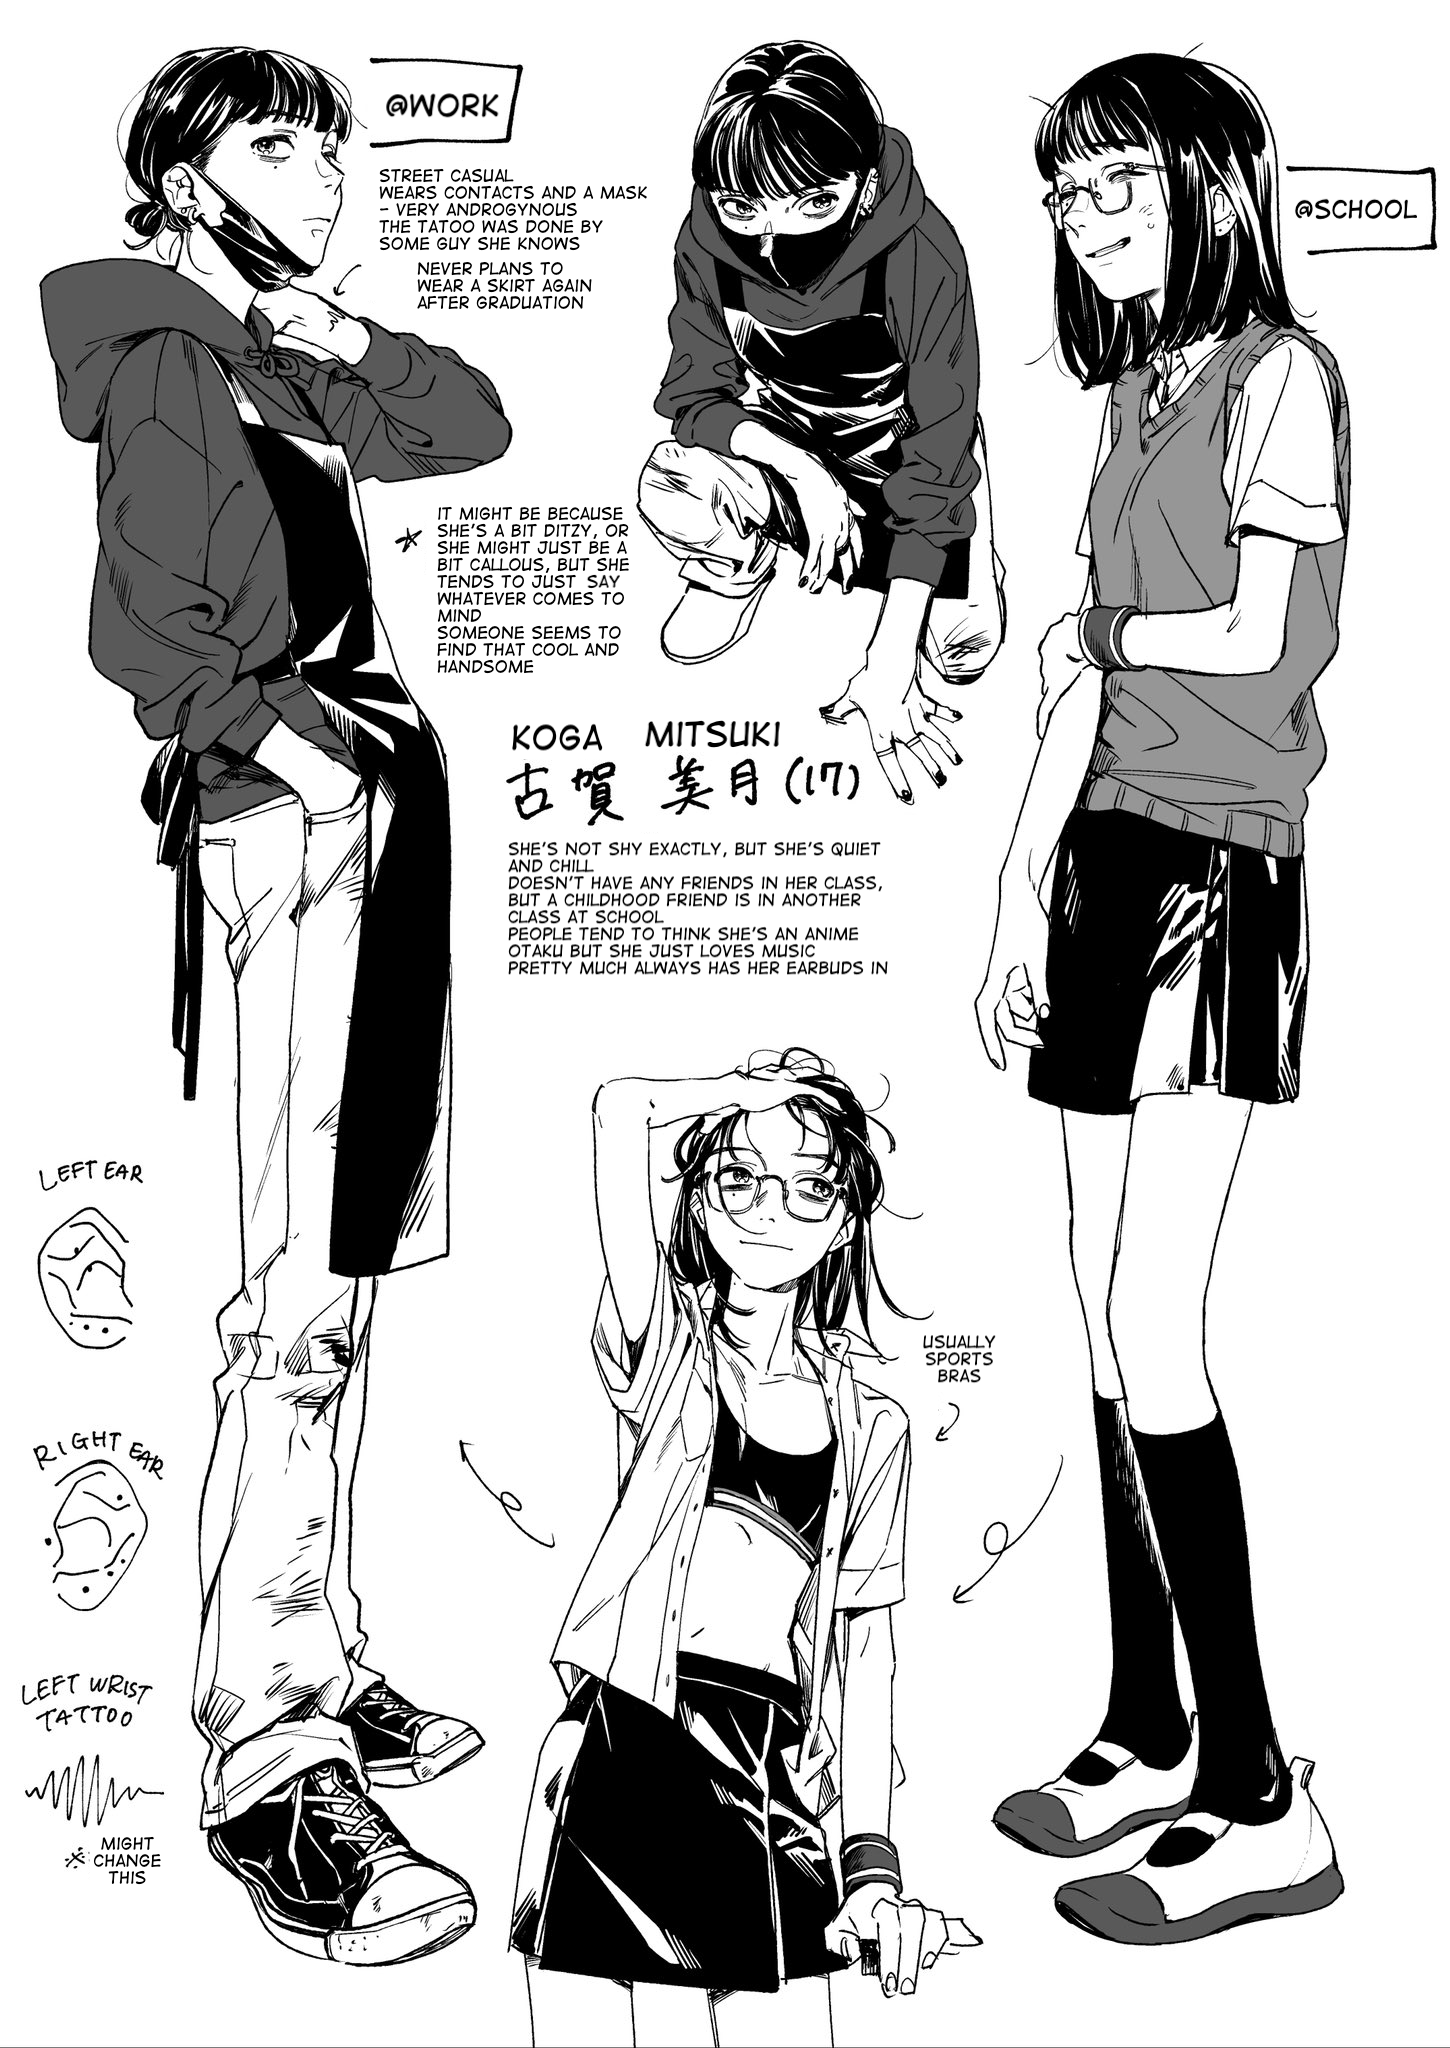 @WORK
STREET CASUAL
WEARS CONTACTS AND A MASK
- VERY ANDROGYNOUS
THE TATOO WAS DONE BY
SOME GUY SHE KNOWS
NEVER PLANS TO
WEAR A SKIRT AGAIN
AFTER GRADUATION
@SCHOOL
IT MIGHT BE BECAUSE
SHE'S A BIT DITZY, OR
SHE MIGHT JUST BE A
BIT CALLOUS, BUT SHE
TENDS TO JUST SAY
WHATEVER COMES TO
MIND
SOMEONE SEEMS TO
FIND THAT COOL AND
HANDSOME
KOGA MITSUKI
古賀 美月 (17)
SHE'S NOT SHY EXACTLY, BUT SHE'S QUIET
AND CHILL
DOESN'T HAVE ANY FRIENDS IN HER CLASS,
BUT A CHILDHOOD FRIEND IS IN ANOTHER
CLASS AT SCHOOL
PEOPLE TEND TO THINK SHE'S AN ANIME
OTAKU BUT SHE JUST LOVES MUSIC
PRETTY MUCH ALWAYS HAS HER EARBUDS IN
LEFT EAR
USUALLY
SPORTS
BRAS
RIGHT EAR
LEFT WRIST
TATTOO
※ MIGHT
CHANGE
THIS